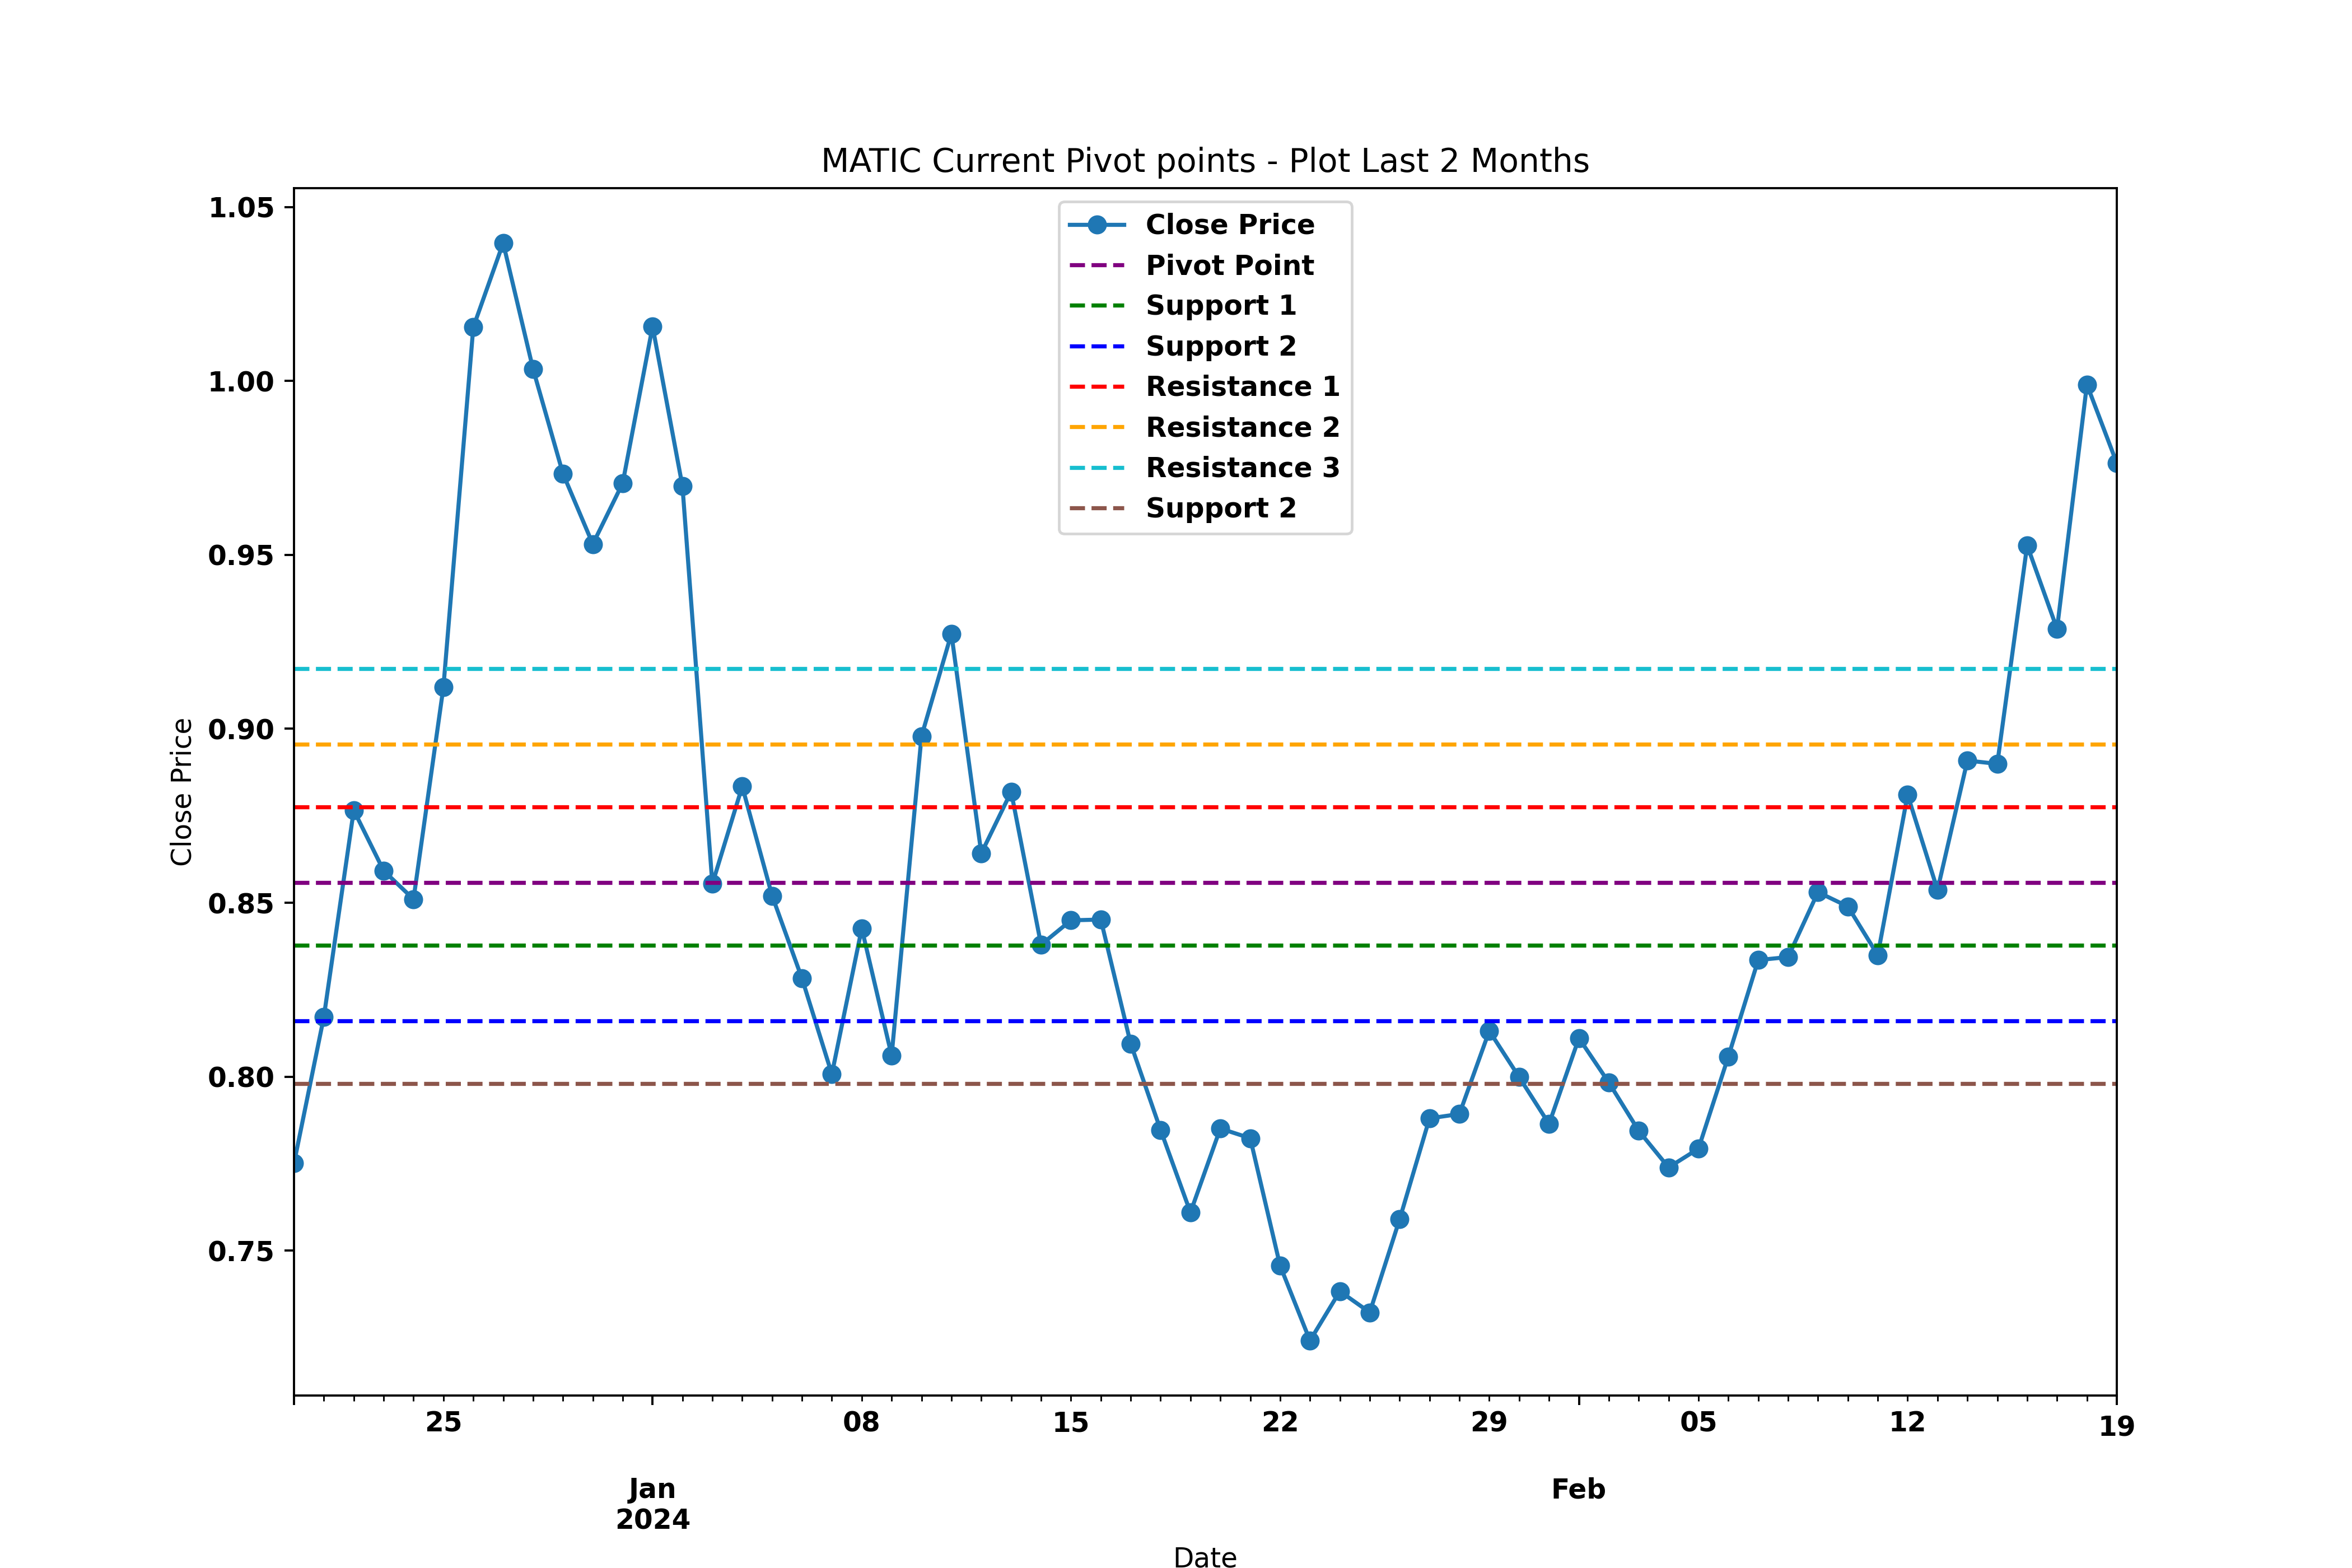 MATIC Current Pivot points - Plot Last 2 Months
1.05
1.00
0.95
0.90
0.85
0.80
0.75
Close Price
Close Price
Pivot Point
Support 1
Support 2
Resistance 1
Resistance 2
Resistance 3
Support 2
25
08
15
22
29
05
12
19
Jan
2024
Feb
Date